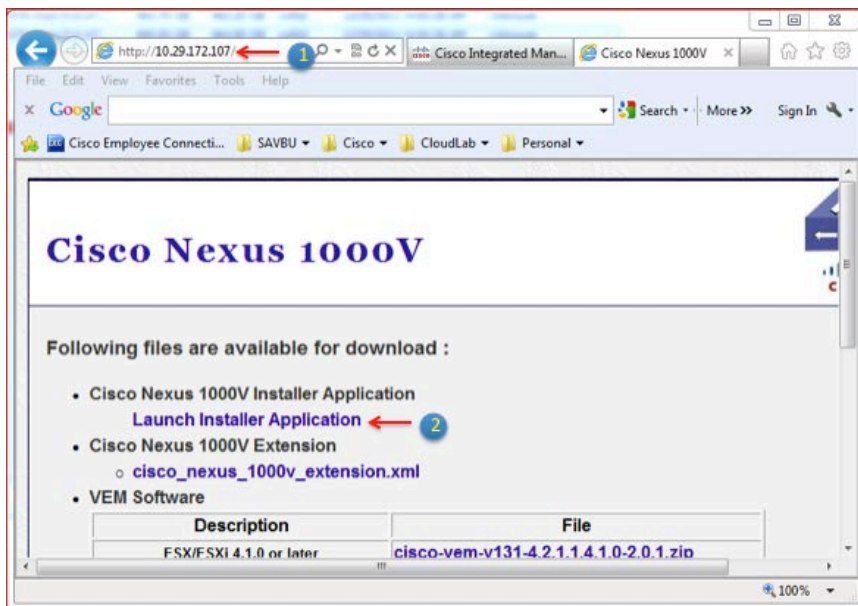 http://10.29.172.107/
1
Cisco Integrated Man...
Cisco Nexus 1000V
File Edit View Favorites Tools Help
x Google Search More >> Sign In
Cisco Employee Connecti... SAVBU Cisco CloudLab Personal
Cisco Nexus 1000V
Following files are available for download :
• Cisco Nexus 1000V Installer Application
Launch Installer Application
2
• Cisco Nexus 1000V Extension
○ cisco_nexus_1000v_extension.xml
• VEM Software
Description File
ESX/ESXi 4.1.0 or later cisco-vem-v131-4.2.1.1.4.1.0-2.0.1.zip
100%